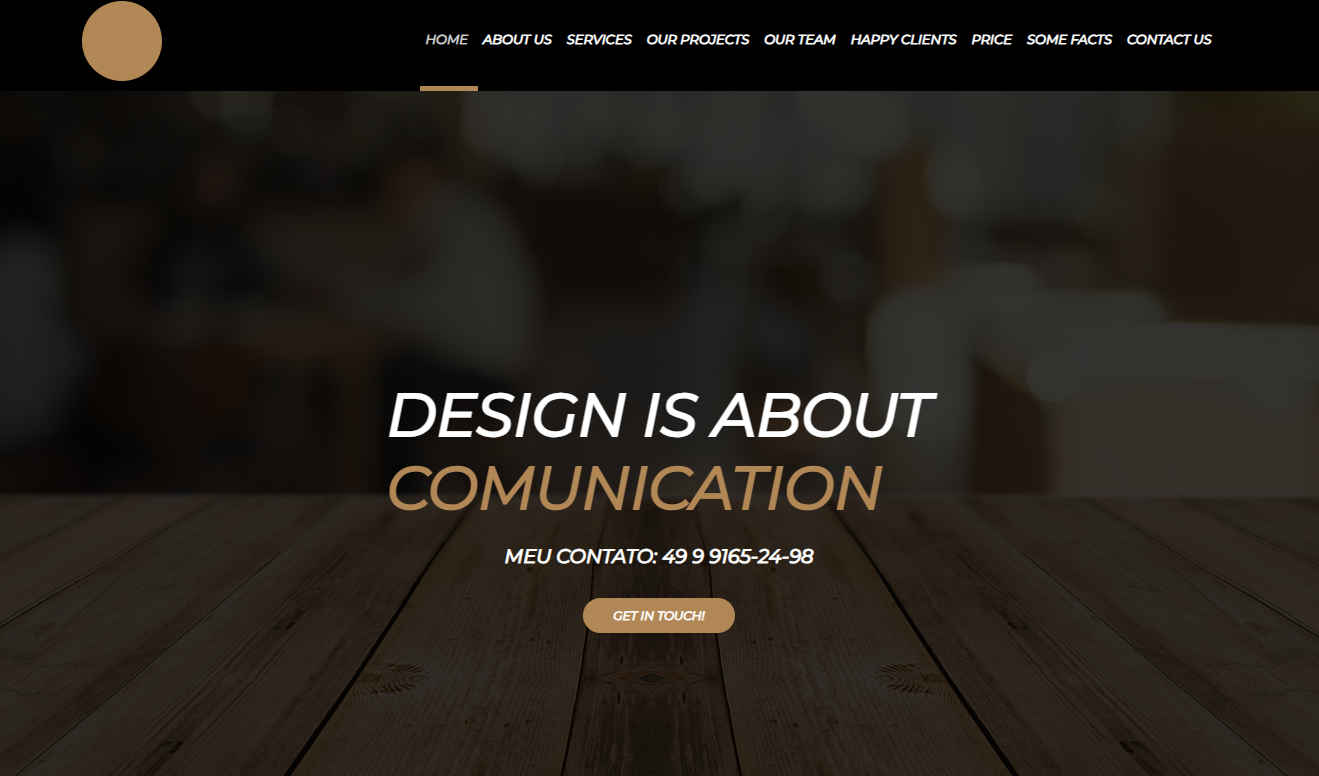 HOME ABOUT US SERVICES OUR PROJECTS OUR TEAM HAPPY CLIENTS PRICE SOME FACTS CONTACT US
DESIGN IS ABOUT
COMUNICATION
MEU CONTATO: 49 9 9165-24-98
GET IN TOUCH!